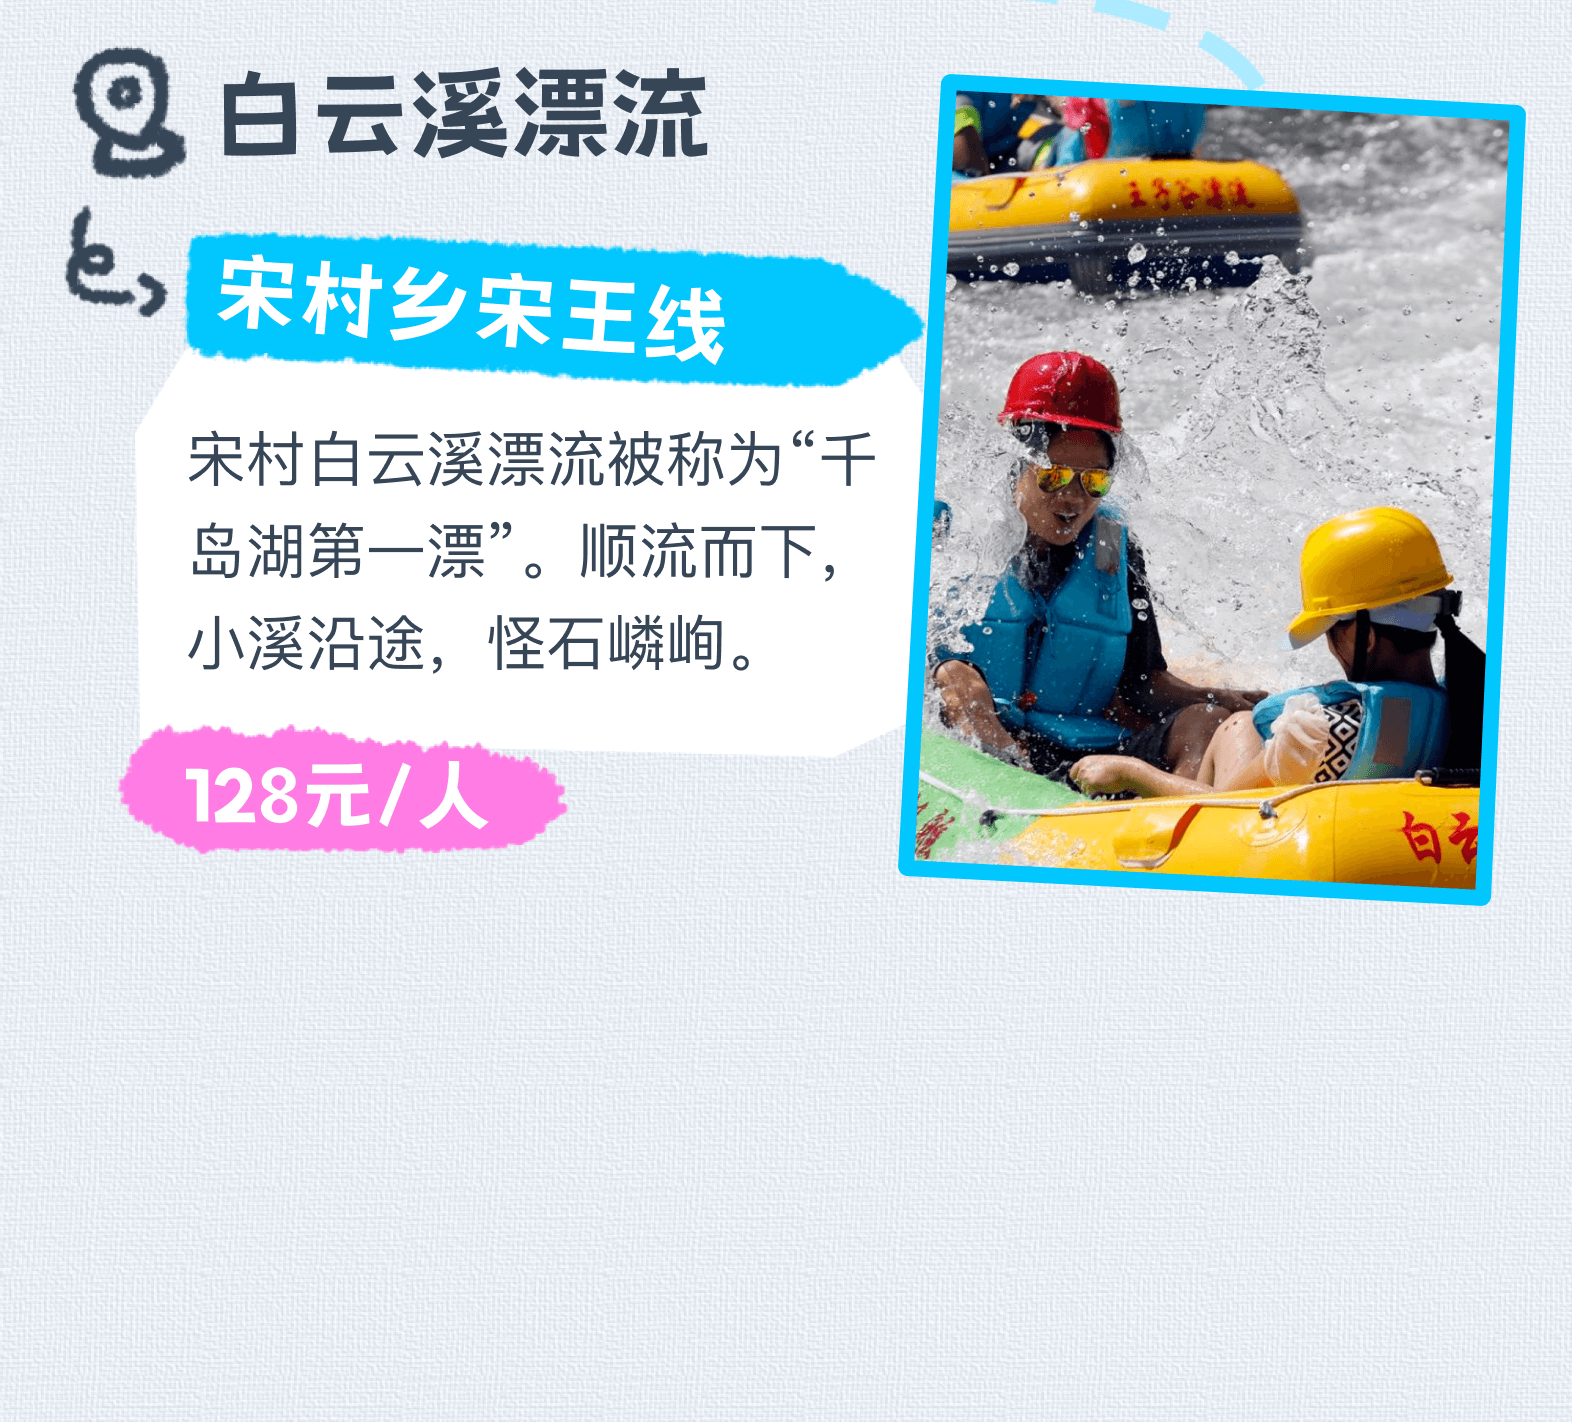 白云溪漂流
宋村乡宋王线
宋村白云溪漂流被称为“千
岛湖第一漂”。顺流而下，
小溪沿途，怪石嶙峋。
128元/人
白云